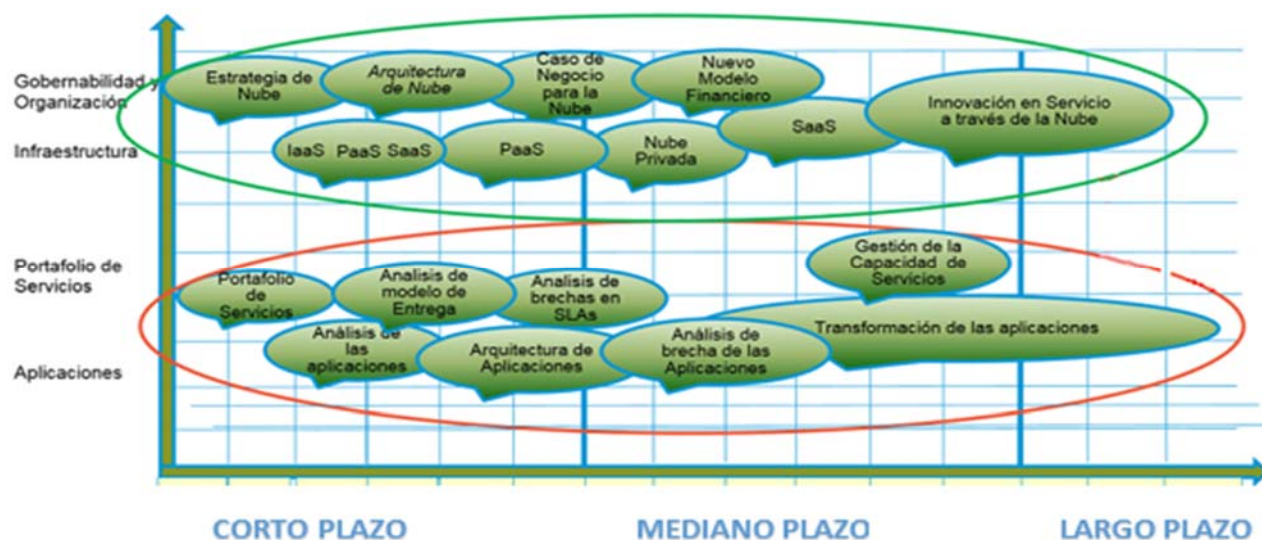 Gobernabilidad y
Organización
Estrategia de
Nube
Arquitectura
de Nube
Caso de
Negocio
para la
Nube
Nuevo
Modelo
Financiero
Innovación en Servicio
a través de la Nube
Infraestructura
IaaS PaaS SaaS
PaaS
Nube
Privada
SaaS
Portafolio de
Servicios
Portafolio
de
Servicios
Analisis de
modelo de
Entrega
Analisis de
brechas en
SLAs
Gestión de la
Capacidad de
Servicios
Aplicaciones
Análisis de
las
aplicaciones
Arquitectura de
Aplicaciones
Análisis de
brecha de las
Aplicaciones
Transformación de las aplicaciones
CORTO PLAZO
MEDIANO PLAZO
LARGO PLAZO